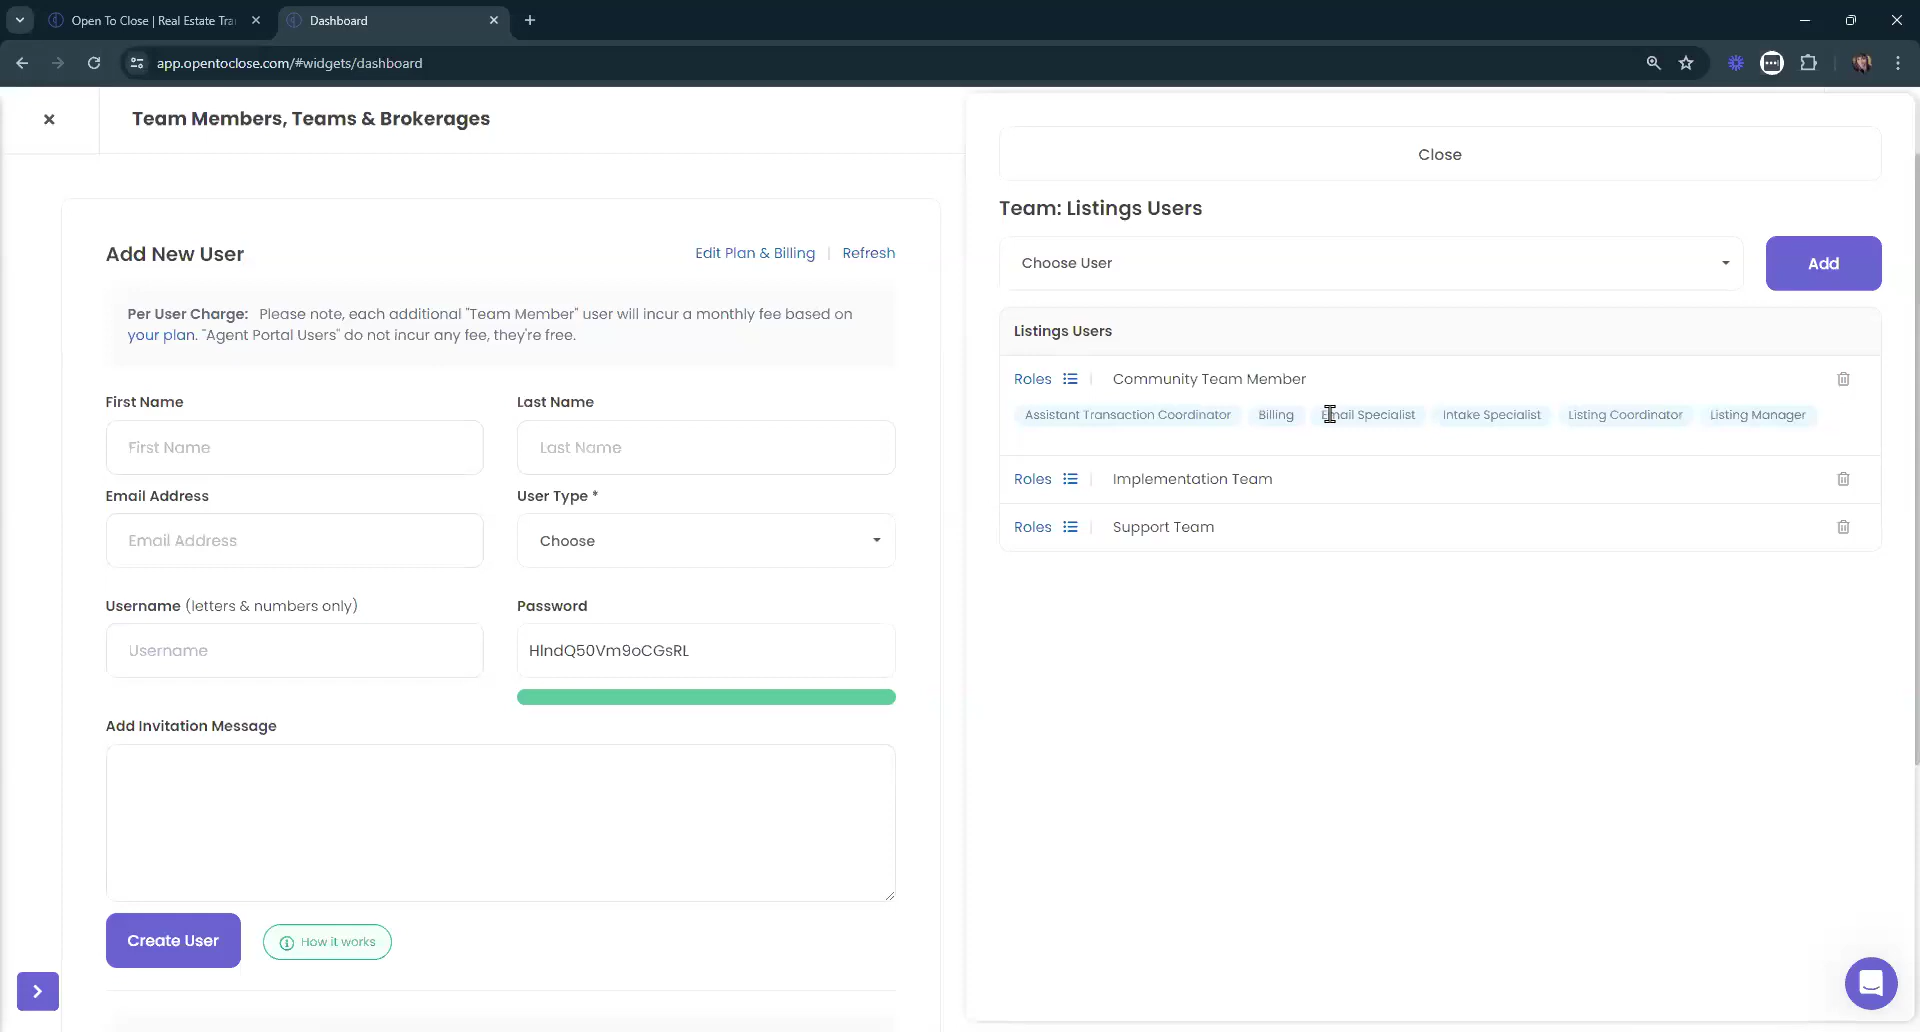 Open To Close | Real Estate Tra
Dashboard
app.opentoclose.com/#widgets/dashboard
Team Members, Teams & Brokerages
Add New User
Edit Plan & Billing | Refresh
Per User Charge: Please note, each additional "Team Member" user will incur a monthly fee based on
your plan. "Agent Portal Users" do not incur any fee, they're free.
First Name
Last Name
First Name
Last Name
Email Address
User Type *
Email Address
Choose
Username (letters & numbers only)
Password
Username
HlndQ50Vm9oCGsRL
Add Invitation Message
Create User
How it works
Close
Team: Listings Users
Choose User
Add
Listings Users
Roles | Community Team Member
Assistant Transaction Coordinator Billing Email Specialist Intake Specialist Listing Coordinator Listing Manager
Roles | Implementation Team
Roles | Support Team